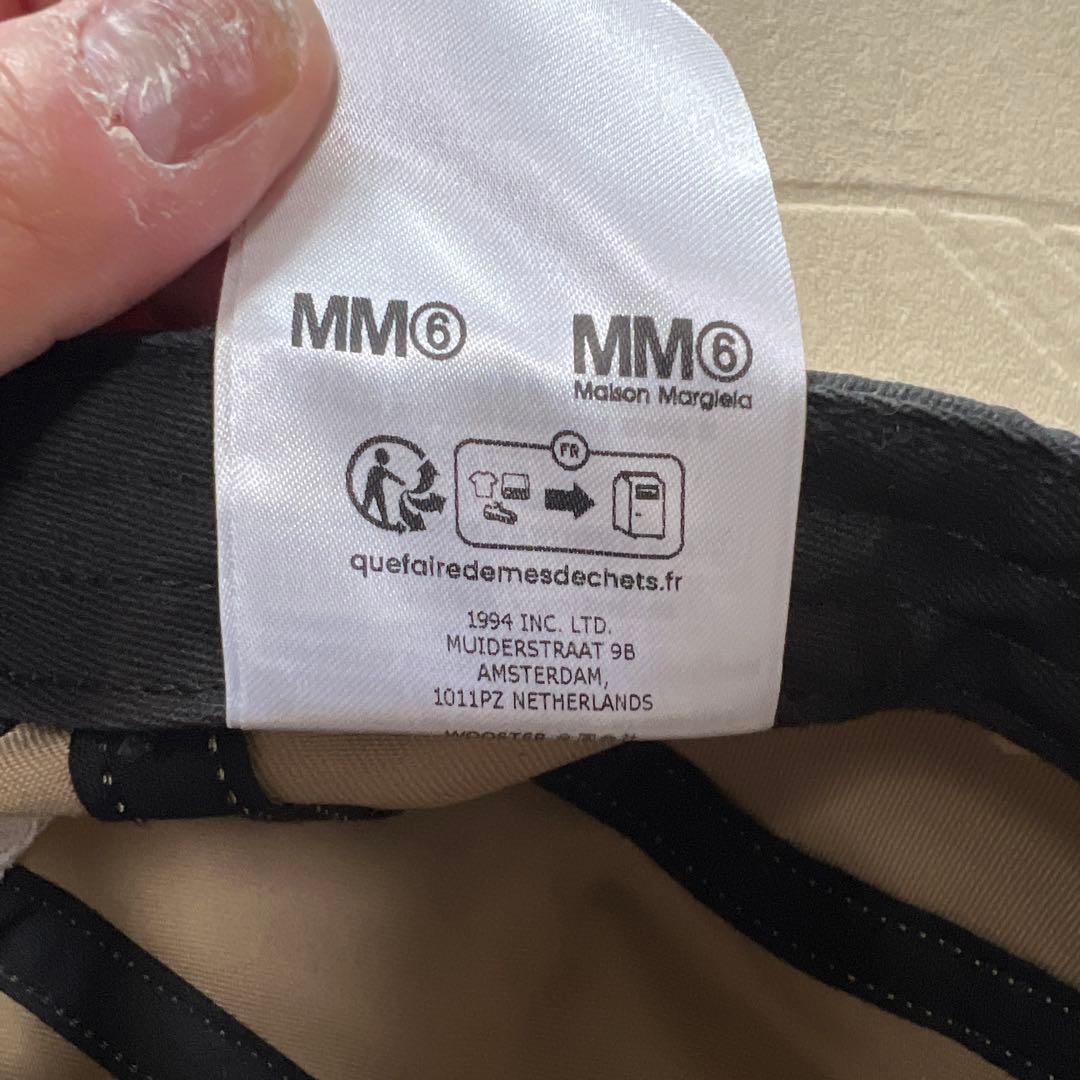 MM⑥
MM⑥
Maison Margiela
FR
quefairedemesdechets.fr
1994 INC. LTD.
MUIDERSTRAAT 9B
AMSTERDAM,
1011PZ NETHERLANDS